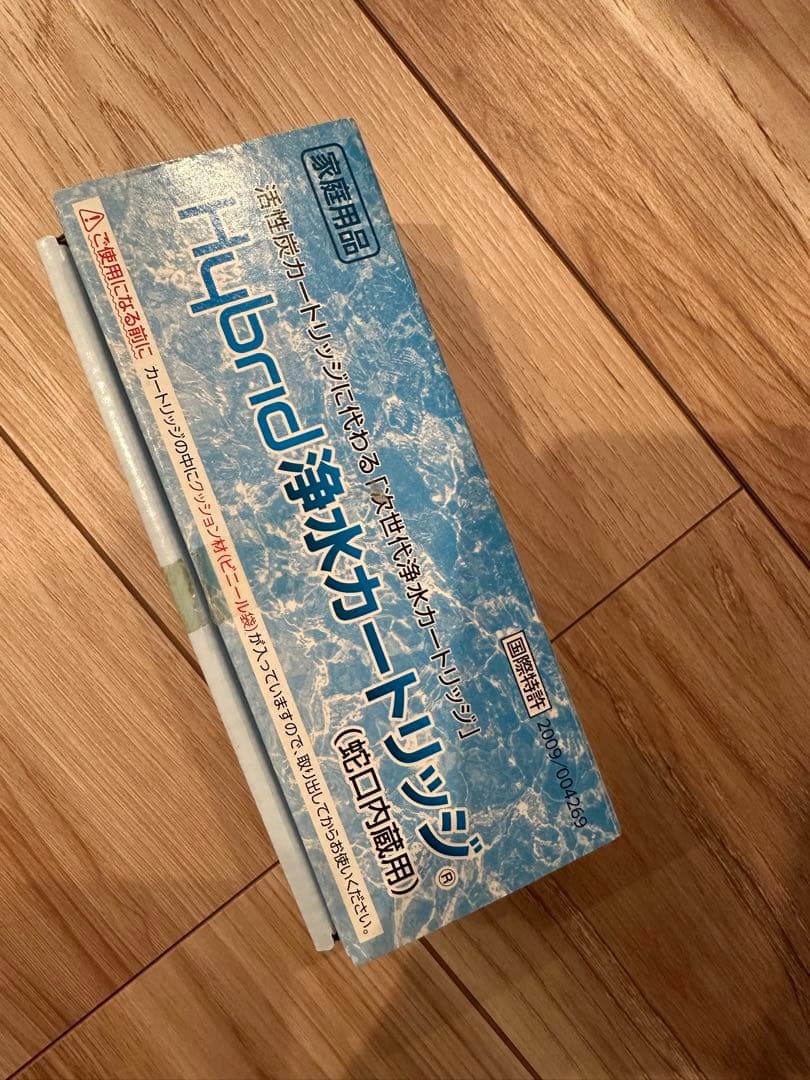 家庭用品
活性炭カートリッジに代わる「次世代浄水カートリッジ」
Hybrid浄水カートリッジ®
(蛇口内蔵用)
国際特許 2009/004269
⚠ご使用になる前に カートリッジの中にクッション材(ビニール袋)が入っていますので、取り出してからお使いください。